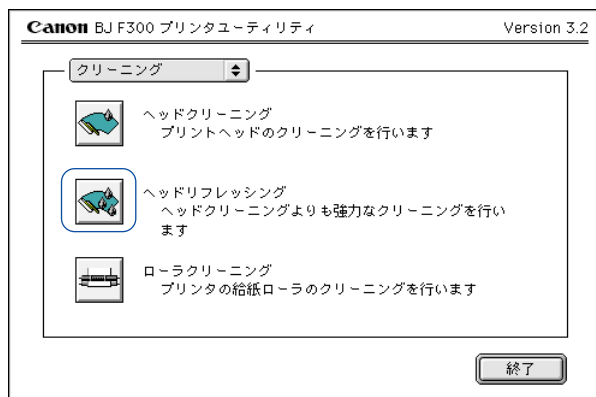 Canon BJ F300 プリンタユーティリティ Version 3.2
クリーニング
ヘッドクリーニング
プリントヘッドのクリーニングを行います
ヘッドリフレッシング
ヘッドクリーニングよりも強力なクリーニングを行い
ます
ローラクリーニング
プリンタの給紙ローラのクリーニングを行います
終了